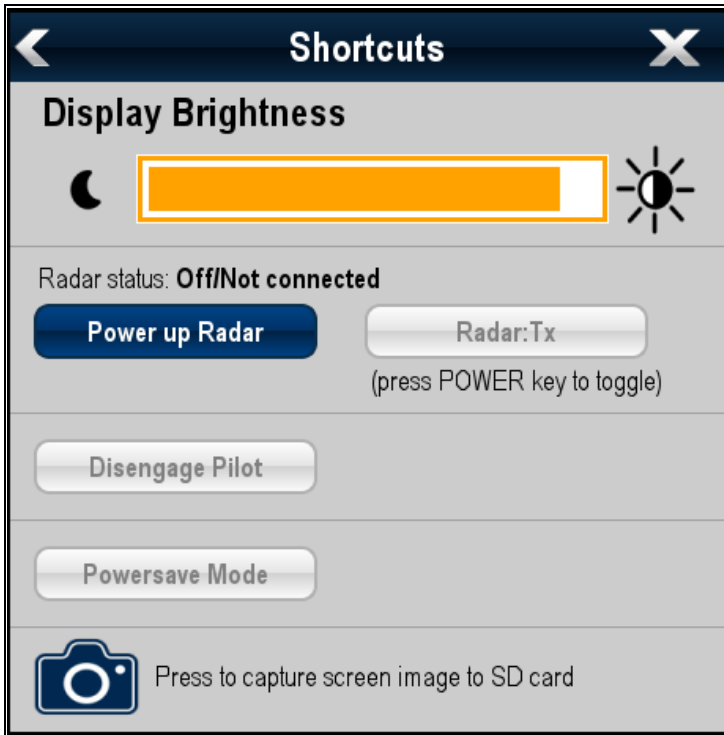 Shortcuts
Display Brightness
Radar status: Off/Not connected
Power up Radar
Radar:Tx
(press POWER key to toggle)
Disengage Pilot
Powersave Mode
Press to capture screen image to SD card